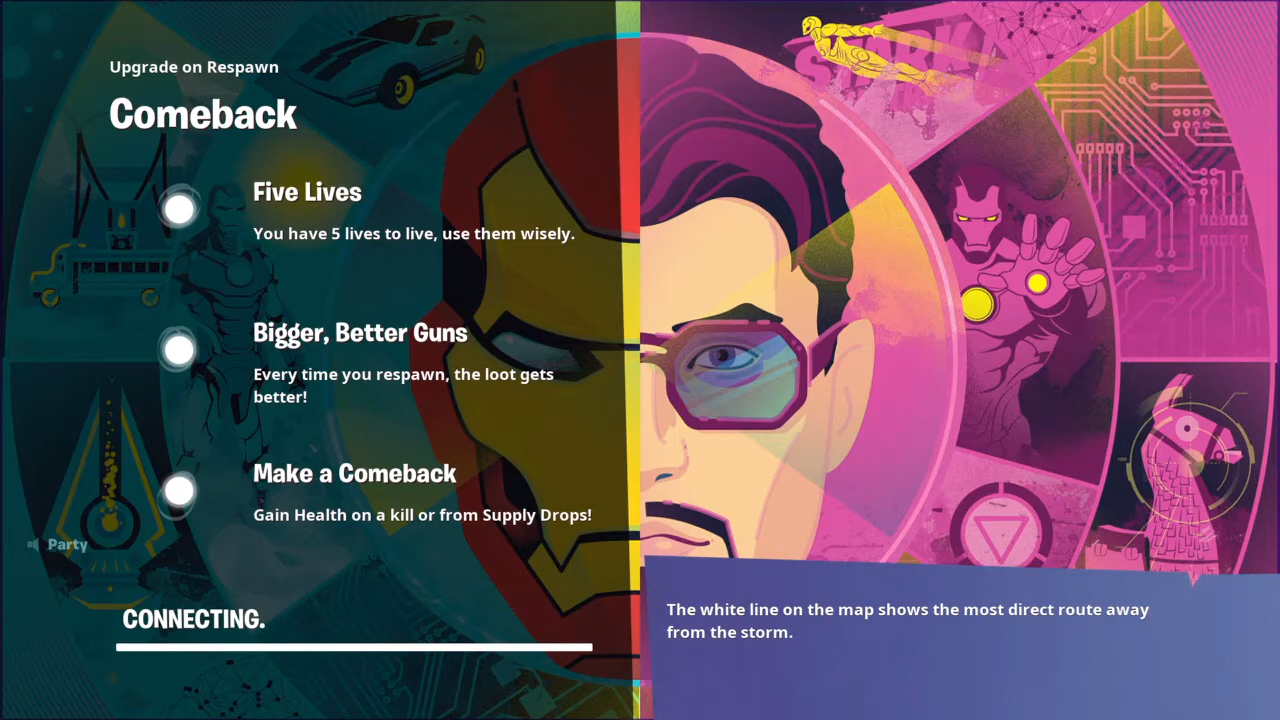 Upgrade on Respawn
Comeback
Five Lives
You have 5 lives to live, use them wisely.
Bigger, Better Guns
Every time you respawn, the loot gets
better!
Make a Comeback
Gain Health on a kill or from Supply Drops!
Party
CONNECTING.
STARK
The white line on the map shows the most direct route away
from the storm.